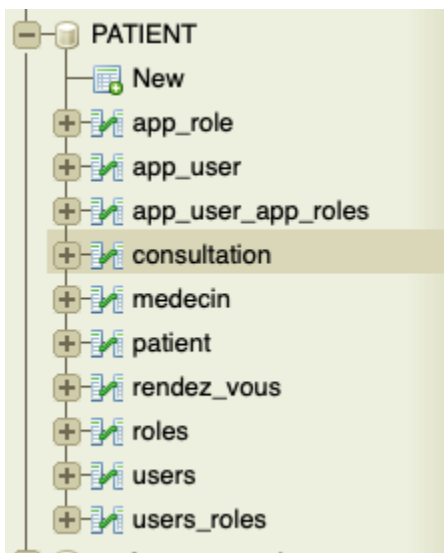 PATIENT
New
app_role
app_user
app_user_app_roles
consultation
medecin
patient
rendez_vous
roles
users
users_roles